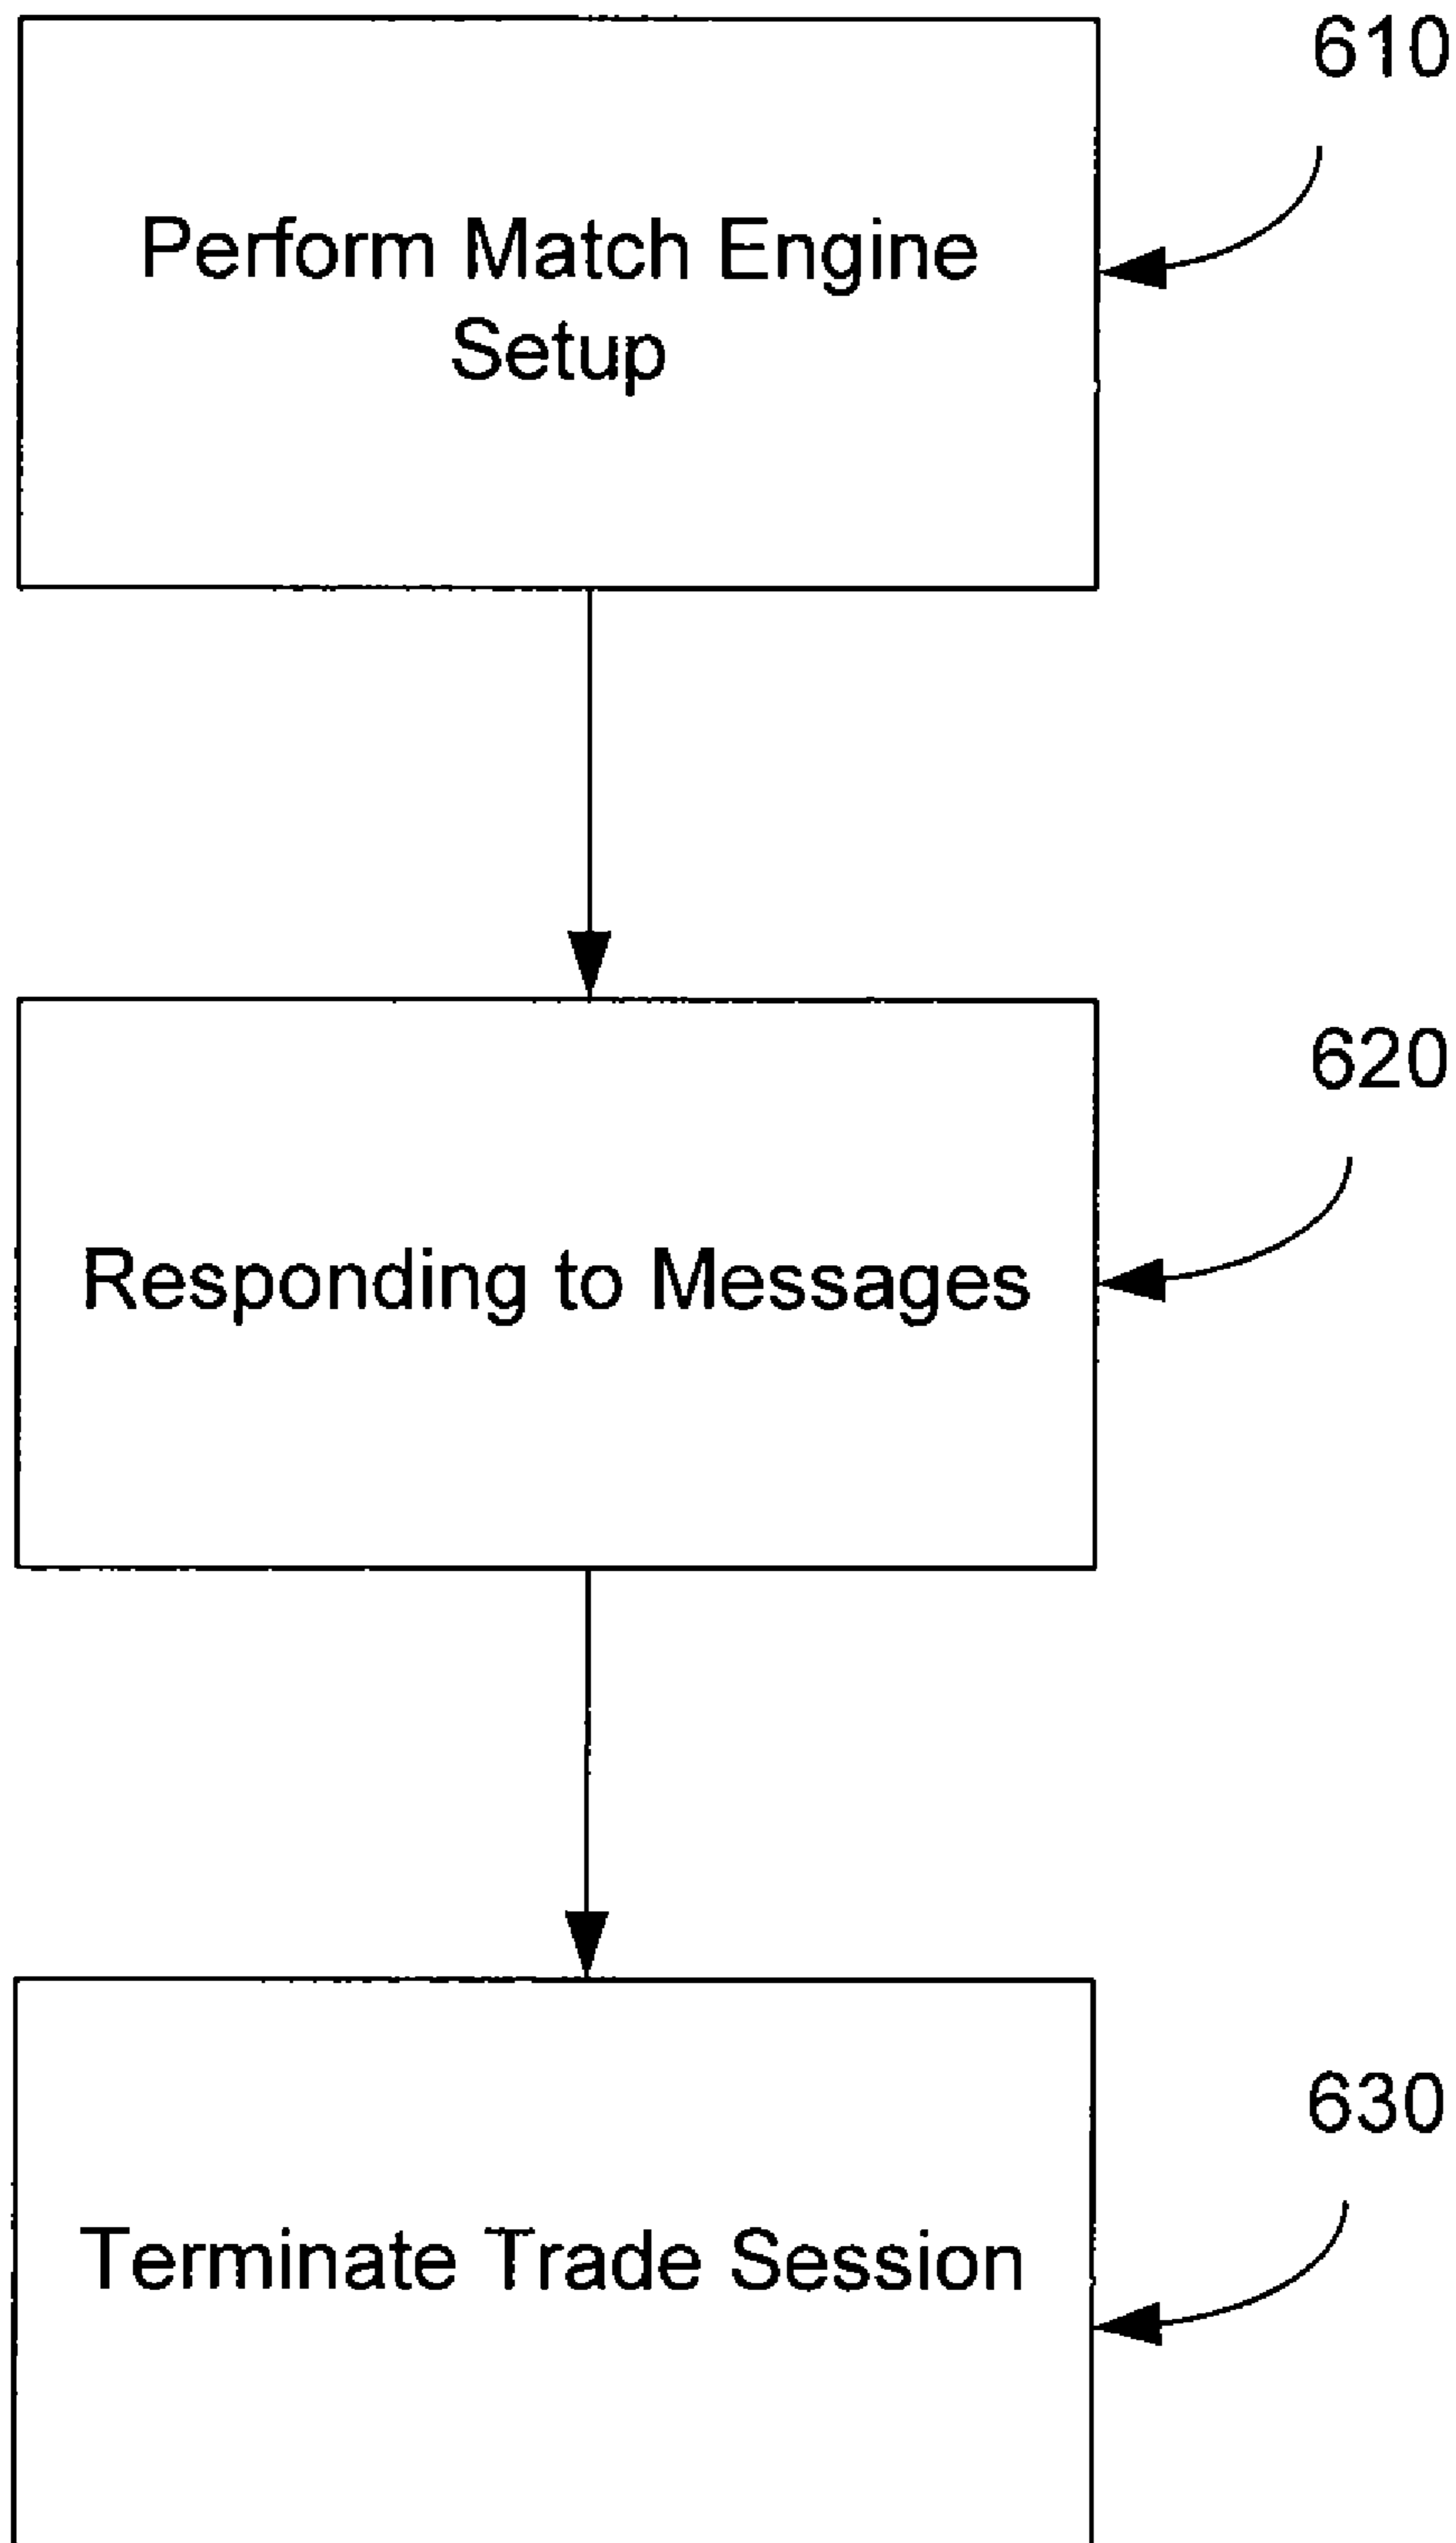 610
Perform Match Engine
Setup
620
Responding to Messages
630
Terminate Trade Session